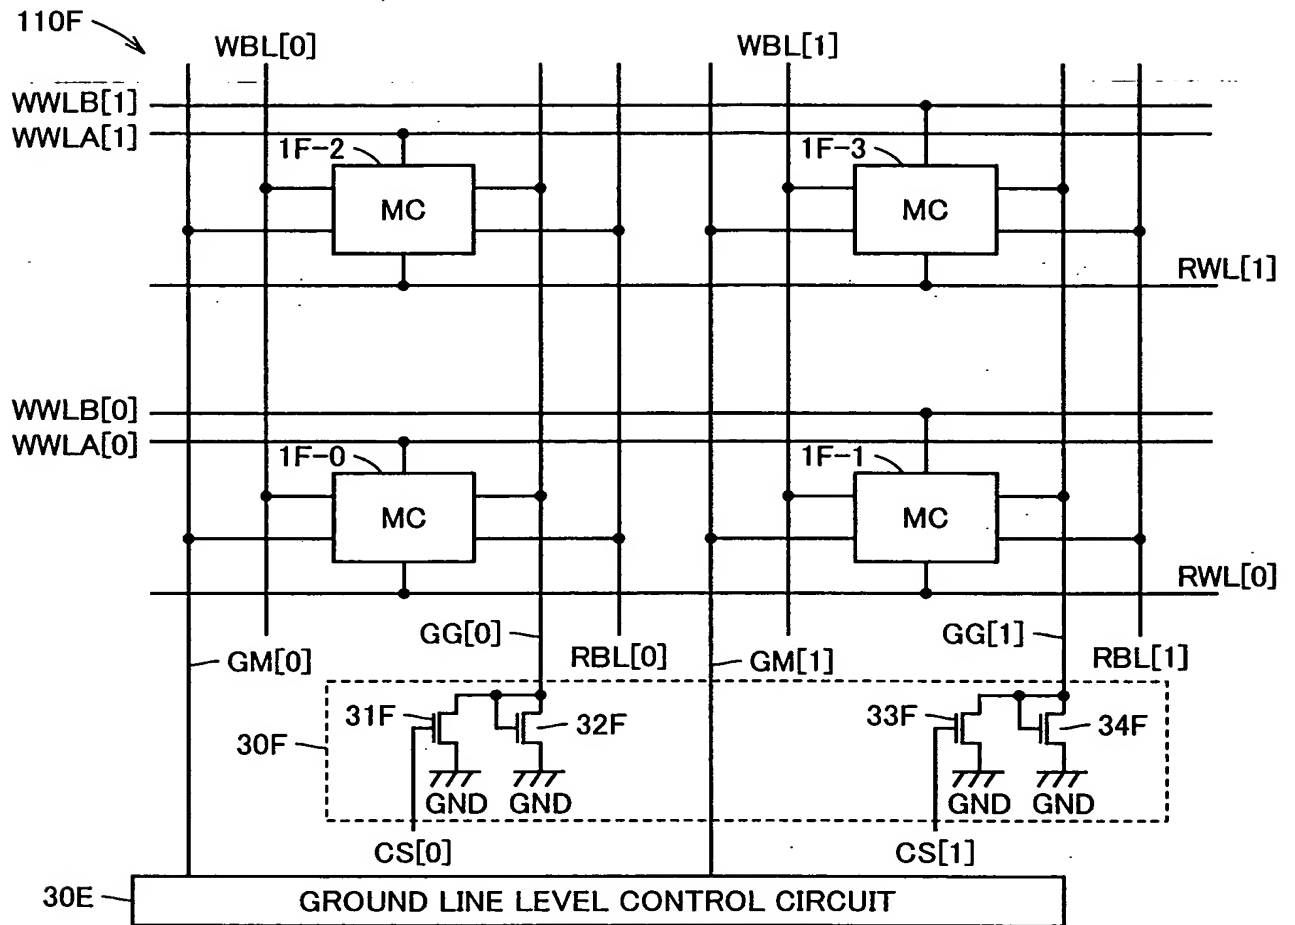 110F
WBL[0]
WBL[1]
WWLB[1]
WWLA[1]
1F-2
1F-3
MC
MC
RWL[1]
WWLB[0]
WWLA[0]
1F-0
1F-1
MC
MC
RWL[0]
GG[0]
GG[1]
GM[0]
RBL[0]
GM[1]
RBL[1]
31F
32F
33F
34F
30F
GND
GND
GND
GND
CS[0]
CS[1]
30E
GROUND LINE LEVEL CONTROL CIRCUIT